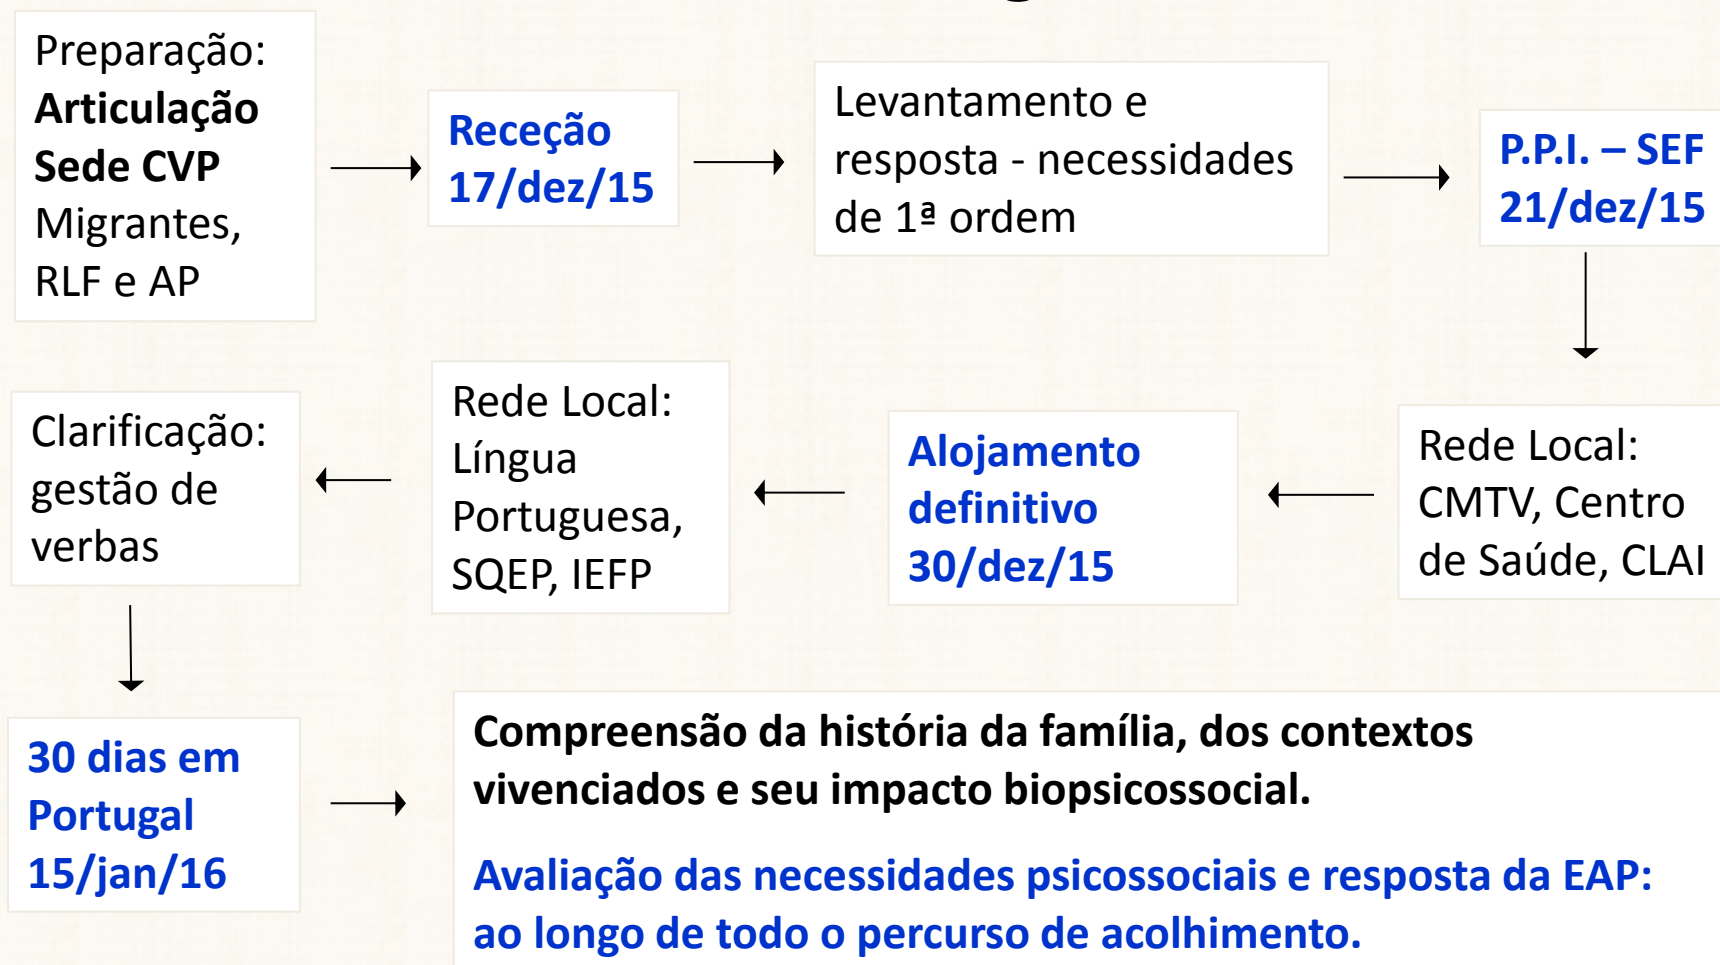 Preparação:
Articulação
Sede CVP
Migrantes,
RLF e AP
Receção
17/dez/15
Levantamento e
resposta - necessidades
de 1ª ordem
P.P.I. – SEF
21/dez/15
Rede Local:
CMTV, Centro
de Saúde, CLAI
Alojamento
definitivo
30/dez/15
Rede Local:
Língua
Portuguesa,
SQEP, IEFP
Clarificação:
gestão de
verbas
30 dias em
Portugal
15/jan/16
Compreensão da história da família, dos contextos
vivenciados e seu impacto biopsicossocial.
Avaliação das necessidades psicossociais e resposta da EAP:
ao longo de todo o percurso de acolhimento.